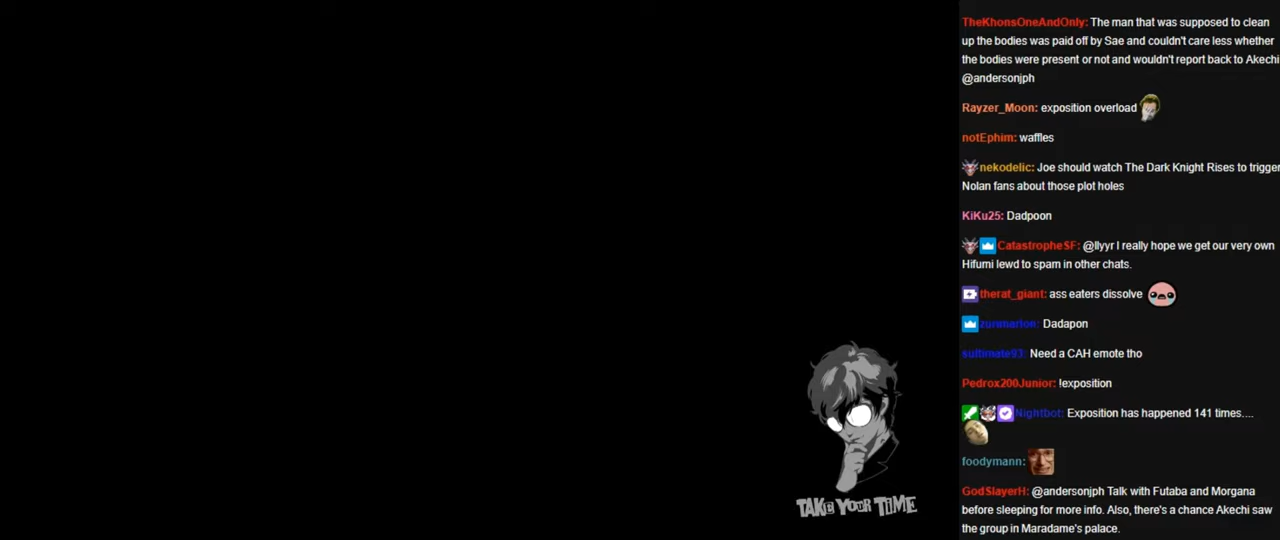 TheKhonsOneAndOnly: The man that was supposed to clean
up the bodies was paid off by Sae and couldn't care less whether
the bodies were present or not and wouldn't report back to Akechi
@andersonjph
Rayzer_Moon: exposition overload
notEphim: waffles
nekodelic: Joe should watch The Dark Knight Rises to trigger
Nolan fans about those plot holes
KiKu25: Dadpoon
CatastropheSF: @llyyr I really hope we get our very own
Hifumi lewd to spam in other chats.
therat_giant: ass eaters dissolve
zunmarion: Dadapon
sultimate93: Need a CAH emote tho
Pedrox200Junior: !exposition
Nightbot: Exposition has happened 141 times....
foodymann:
GodSlayerH: @andersonjph Talk with Futaba and Morgana
before sleeping for more info. Also, there's a chance Akechi saw
the group in Maradame's palace.
TAKE YOUR TIME